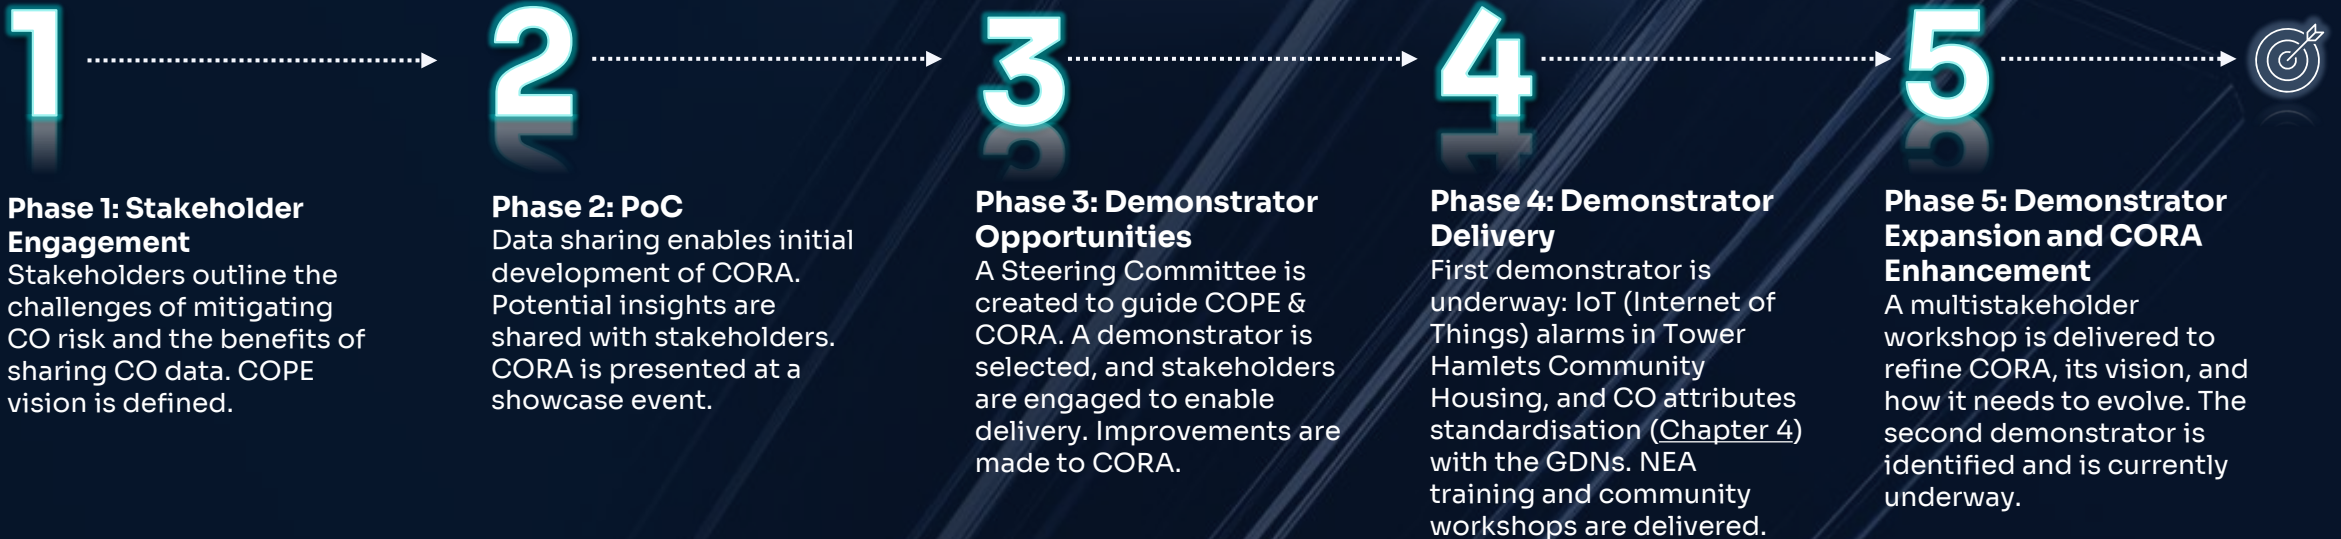 1
2
3
4
5
Phase 1: Stakeholder
Engagement
Stakeholders outline the
challenges of mitigating
CO risk and the benefits of
sharing CO data. COPE
vision is defined.
Phase 2: PoC
Data sharing enables initial
development of CORA.
Potential insights are
shared with stakeholders.
CORA is presented at a
showcase event.
Phase 3: Demonstrator
Opportunities
A Steering Committee is
created to guide COPE &
CORA. A demonstrator is
selected, and stakeholders
are engaged to enable
delivery. Improvements are
made to CORA.
Phase 4: Demonstrator
Delivery
First demonstrator is
underway: IoT (Internet of
Things) alarms in Tower
Hamlets Community
Housing, and CO attributes
standardisation (Chapter 4)
with the GDNs. NEA
training and community
workshops are delivered.
Phase 5: Demonstrator
Expansion and CORA
Enhancement
A multistakeholder
workshop is delivered to
refine CORA, its vision, and
how it needs to evolve. The
second demonstrator is
identified and is currently
underway.